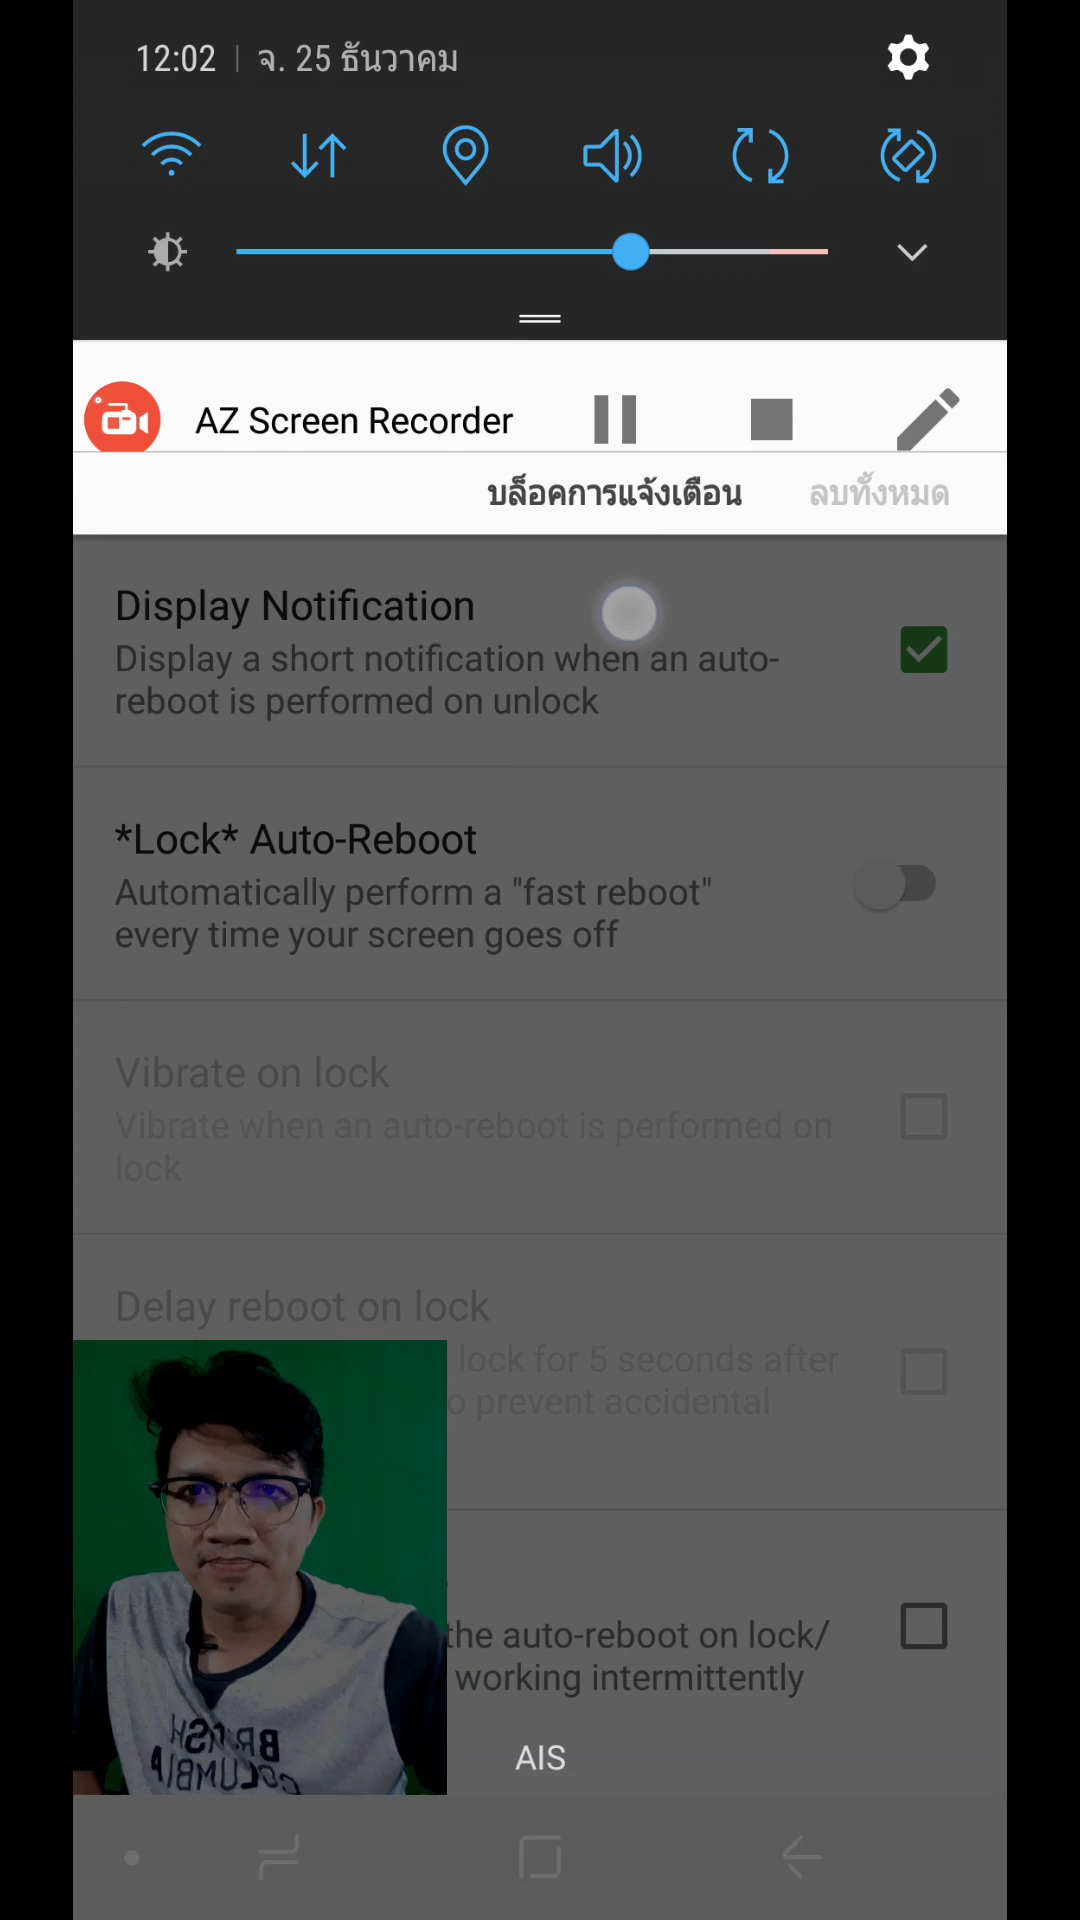 12:02 | จ. 25 ธันวาคม
AZ Screen Recorder
บล็อคการแจ้งเตือน ลบทั้งหมด
Display Notification
Display a short notification when an auto-
reboot is performed on unlock
*Lock* Auto-Reboot
Automatically perform a "fast reboot"
every time your screen goes off
Vibrate on lock
Vibrate when an auto-reboot is performed on
lock
Delay reboot on lock
lock for 5 seconds after
o prevent accidental
the auto-reboot on lock/
working intermittently
BRITISH
COLUMBIA
AIS